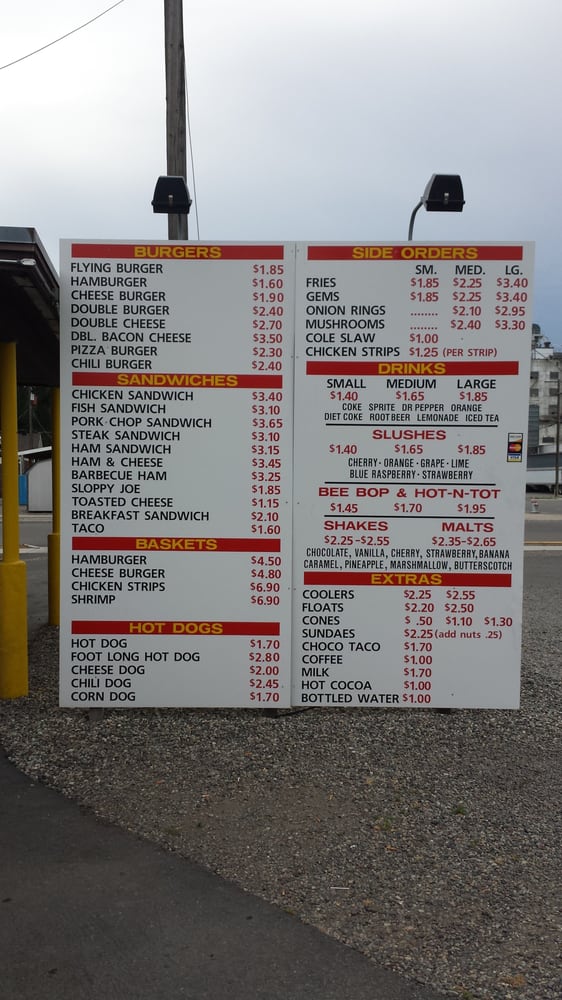 BURGERS
FLYING BURGER $1.85
HAMBURGER $1.60
CHEESE BURGER $1.90
DOUBLE BURGER $2.40
DOUBLE CHEESE $2.70
DBL. BACON CHEESE $3.50
PIZZA BURGER $2.30
CHILI BURGER $2.40
SANDWICHES
CHICKEN SANDWICH $3.40
FISH SANDWICH $3.10
PORK CHOP SANDWICH $3.65
STEAK SANDWICH $3.10
HAM SANDWICH $3.15
HAM & CHEESE $3.45
BARBECUE HAM $3.25
SLOPPY JOE $1.85
TOASTED CHEESE $1.15
BREAKFAST SANDWICH $2.10
TACO $1.60
BASKETS
HAMBURGER $4.50
CHEESE BURGER $4.80
CHICKEN STRIPS $6.90
SHRIMP $6.90
HOT DOGS
HOT DOG $1.70
FOOT LONG HOT DOG $2.80
CHEESE DOG $2.00
CHILI DOG $2.45
CORN DOG $1.70
SIDE ORDERS
SM. MED. LG.
FRIES $1.85 $2.25 $3.40
GEMS $1.85 $2.25 $3.40
ONION RINGS ........ $2.10 $2.95
MUSHROOMS ........ $2.40 $3.30
COLE SLAW $1.00
CHICKEN STRIPS $1.25 (PER STRIP)
DRINKS
SMALL MEDIUM LARGE
$1.40 $1.65 $1.85
COKE SPRITE DR PEPPER ORANGE
DIET COKE ROOT BEER LEMONADE ICED TEA
SLUSHES
$1.40 $1.65 $1.85
CHERRY · ORANGE · GRAPE · LIME
BLUE RASPBERRY · STRAWBERRY
BEE BOP & HOT-N-TOT
$1.45 $1.70 $1.95
SHAKES MALTS
$2.25-$2.55 $2.35-$2.65
CHOCOLATE, VANILLA, CHERRY, STRAWBERRY, BANANA
CARAMEL, PINEAPPLE, MARSHMALLOW, BUTTERSCOTCH
EXTRAS
COOLERS $2.25 $2.55
FLOATS $2.20 $2.50
CONES $ .50 $1.10 $1.30
SUNDAES $2.25 (add nuts .25)
CHOCO TACO $1.70
COFFEE $1.00
MILK $1.70
HOT COCOA $1.00
BOTTLED WATER $1.00
VISA